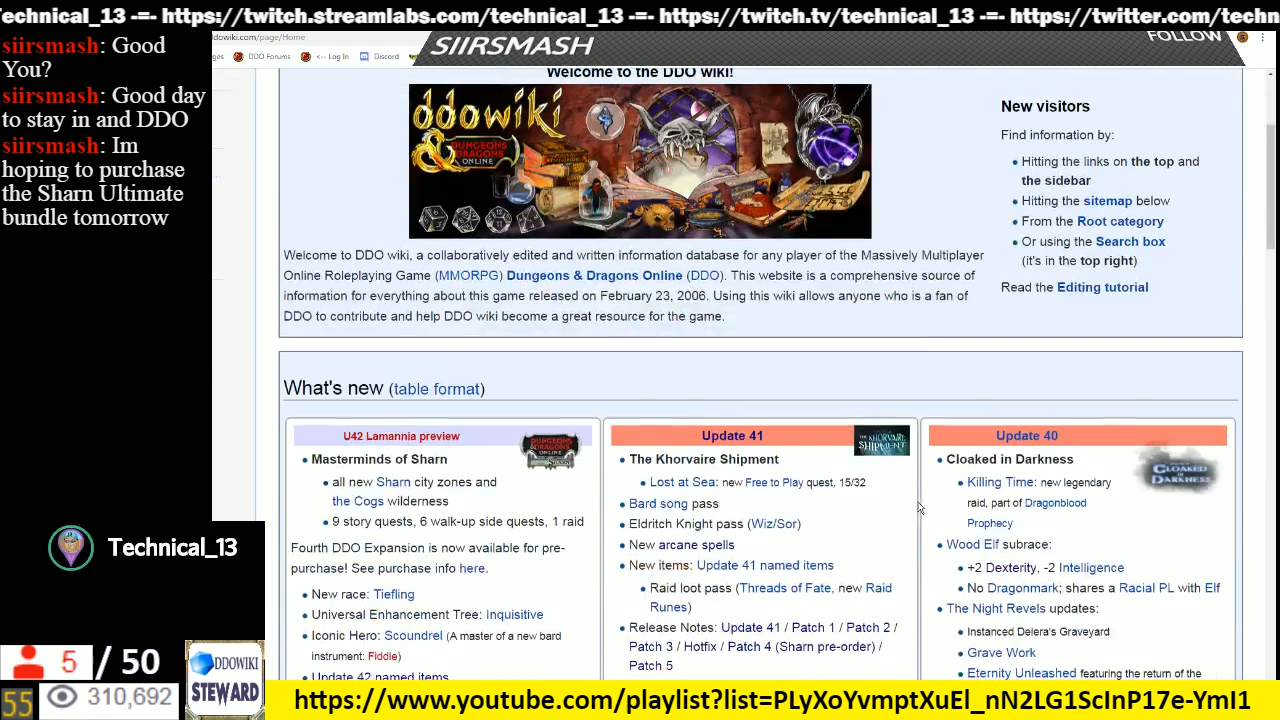 Technical_13 -=- https://twitch.streamlabs.com/technical_13 -=- https://twitch.tv/technical_13 -=- https://twitter.com/techn
siirsmash: Good
You?
siirsmash: Good day
to stay in and DDO
siirsmash: Im
hoping to purchase
the Sharn Ultimate
bundle tomorrow
ddowiki.com/page/Home
SIIRSMASH
FOLLOW
ges DDO Forums <-- Log In Discord
Welcome to the DDO wiki!
ddowiki
DUNGEONS & DRAGONS ONLINE
New visitors
Find information by:
Hitting the links on the top and
the sidebar
Hitting the sitemap below
From the Root category
Or using the Search box
(it's in the top right)
Read the Editing tutorial
Welcome to DDO wiki, a collaboratively edited and written information database for any player of the Massively Multiplayer
Online Roleplaying Game (MMORPG) Dungeons & Dragons Online (DDO). This website is a comprehensive source of
information for everything about this game released on February 23, 2006. Using this wiki allows anyone who is a fan of
DDO to contribute and help DDO wiki become a great resource for the game.
What's new (table format)
U42 Lamannia preview
Masterminds of Sharn
all new Sharn city zones and
the Cogs wilderness
9 story quests, 6 walk-up side quests, 1 raid
Fourth DDO Expansion is now available for pre-
purchase! See purchase info here.
New race: Tiefling
Universal Enhancement Tree: Inquisitive
Iconic Hero: Scoundrel (A master of a new bard
instrument: Fiddle)
Update 42 named items
Update 41
THE KHORVAIRE SHIPMENT
The Khorvaire Shipment
Lost at Sea: new Free to Play quest, 15/32
Bard song pass
Eldritch Knight pass (Wiz/Sor)
New arcane spells
New items: Update 41 named items
Raid loot pass (Threads of Fate, new Raid
Runes)
Release Notes: Update 41 / Patch 1 / Patch 2 /
Patch 3 / Hotfix / Patch 4 (Sharn pre-order) /
Patch 5
Update 40
CLOAKED IN DARKNESS
Cloaked in Darkness
Killing Time: new legendary
raid, part of Dragonblood
Prophecy
Wood Elf subrace:
+2 Dexterity, -2 Intelligence
No Dragonmark; shares a Racial PL with Elf
The Night Revels updates:
Instanced Delera's Graveyard
Grave Work
Eternity Unleashed featuring the return of the
Technical_13
5 / 50
55 310,692
DDOWIKI
STEWARD
https://www.youtube.com/playlist?list=PLyXoYvmptXuEl_nN2LG1ScInP17e-YmI1